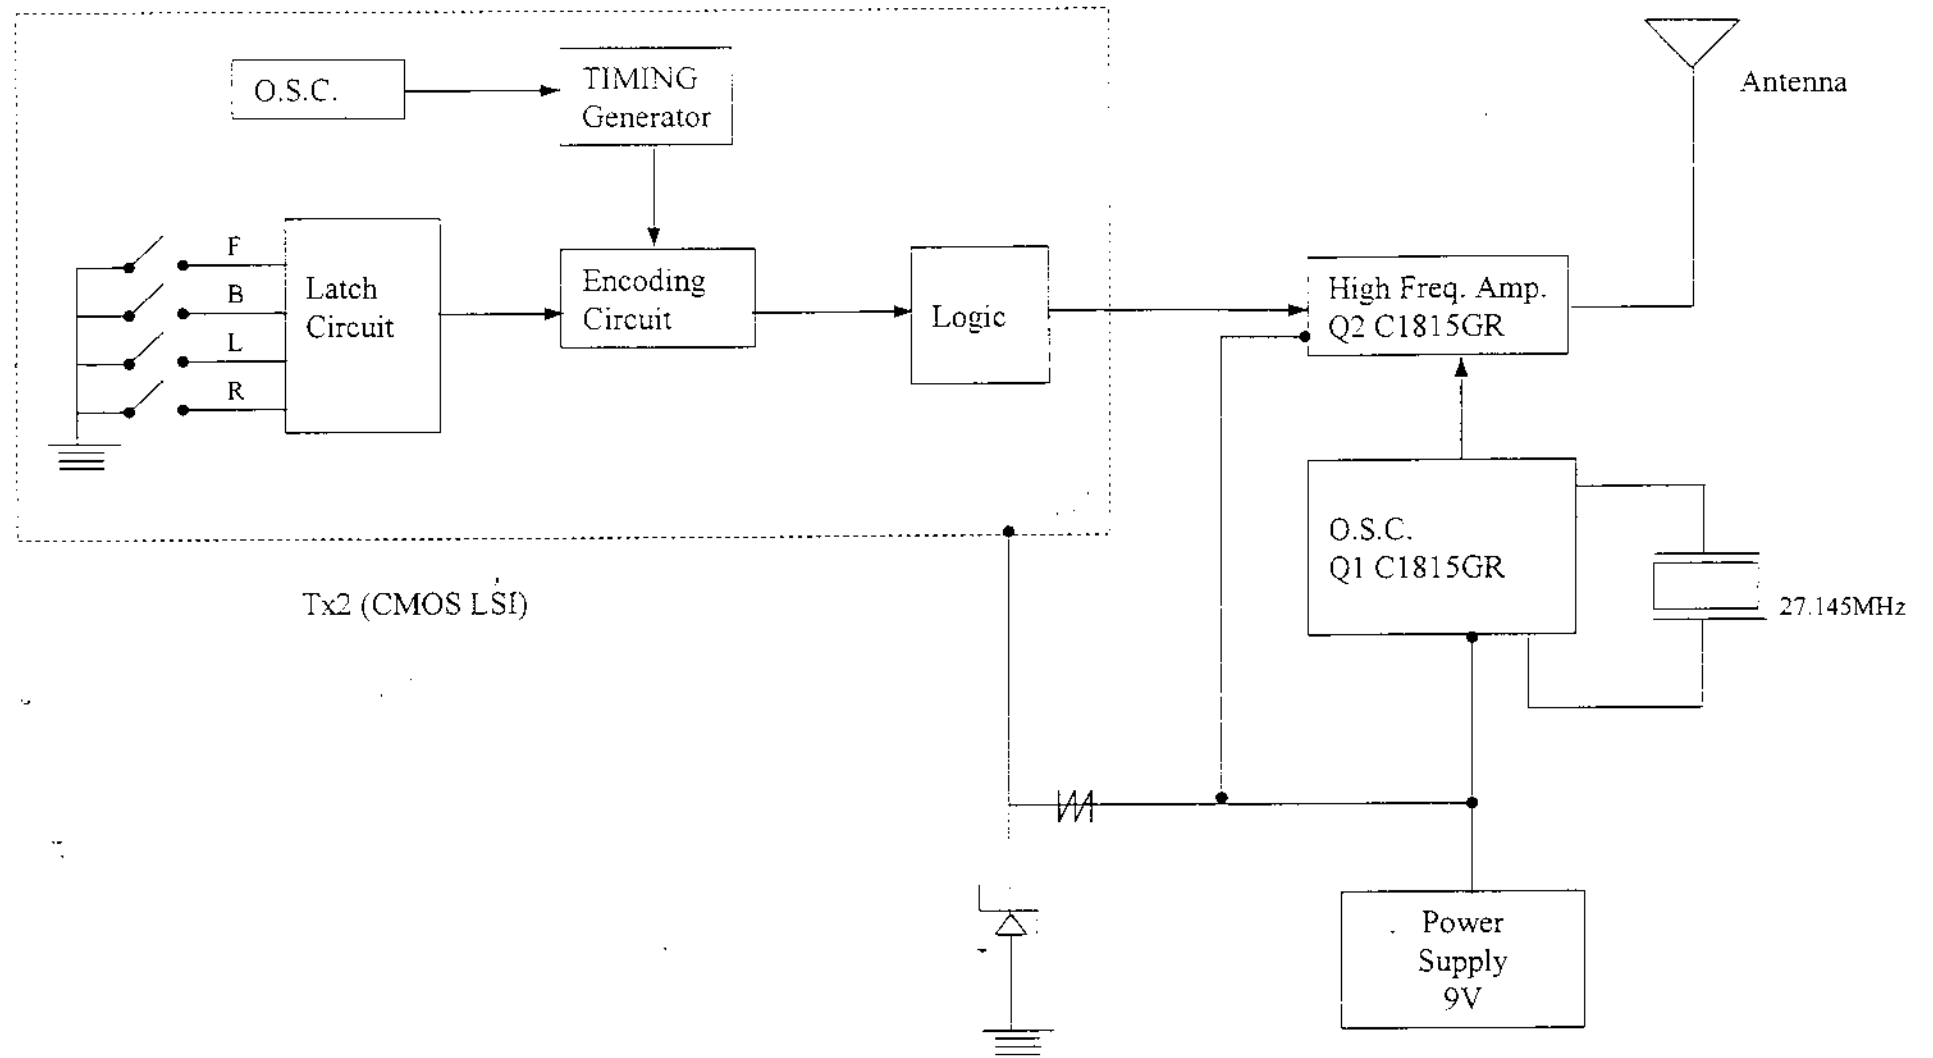 O.S.C.
TIMING
Generator
Antenna
F
B
L
R
Latch
Circuit
Encoding
Circuit
Logic
High Freq. Amp.
Q2 C1815GR
O.S.C.
Q1 C1815GR
27.145MHz
Tx2 (CMOS LSI)
Power
Supply
9V